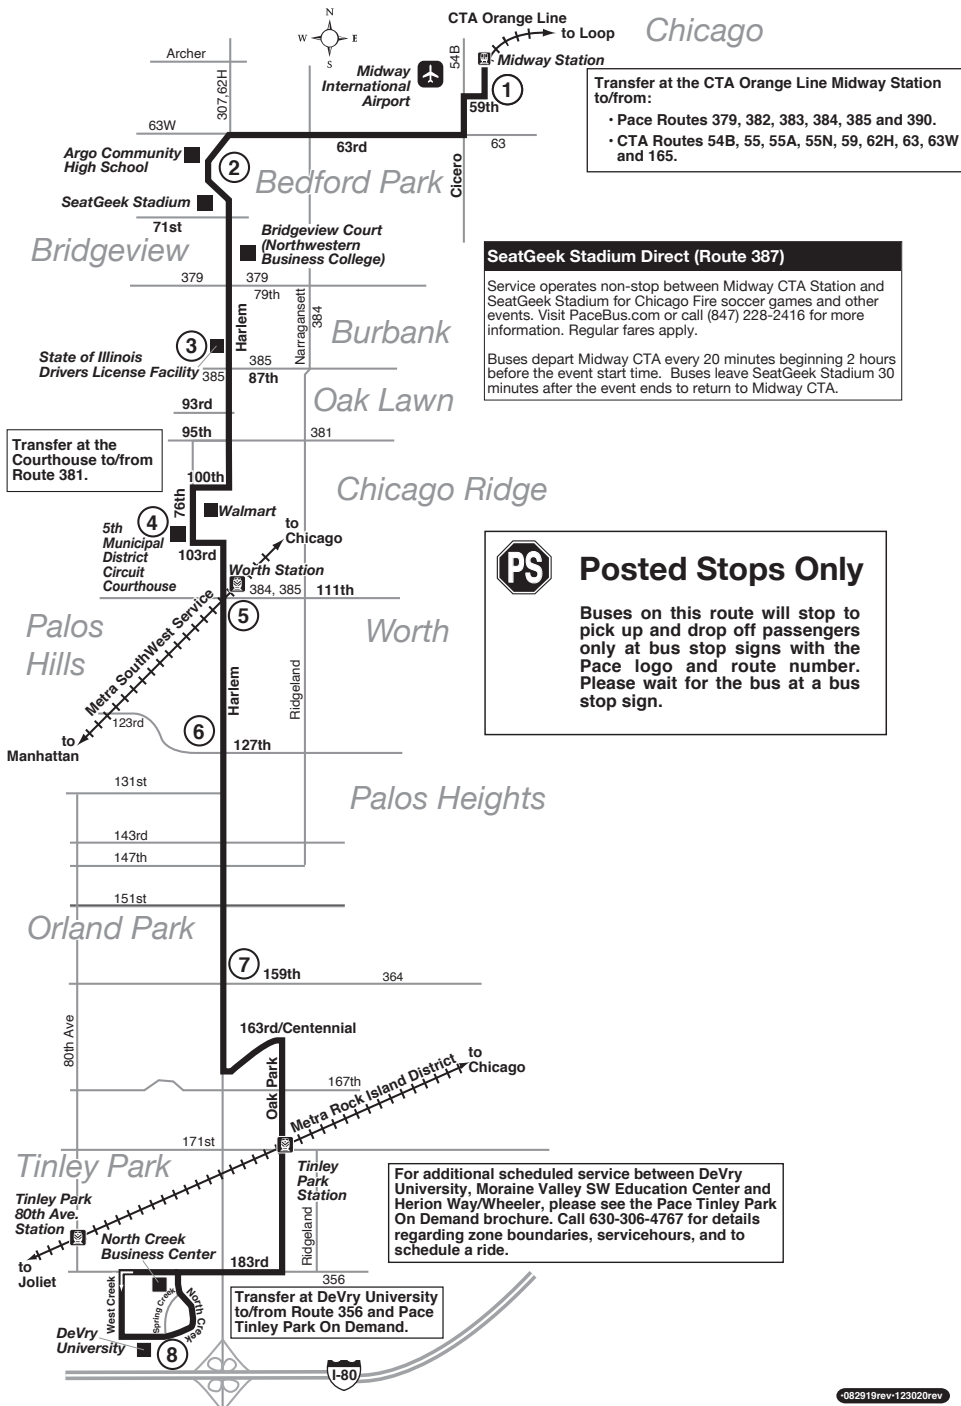 N
W
E
S
CTA Orange Line
to Loop
Chicago
Archer
307,62H
54B
Midway Station
Midway
International
Airport
1
59th
Transfer at the CTA Orange Line Midway Station
to/from:
• Pace Routes 379, 382, 383, 384, 385 and 390.
• CTA Routes 54B, 55, 55A, 55N, 59, 62H, 63, 63W
and 165.
63W
63rd
63
Argo Community
High School
2
Bedford Park
Cicero
SeatGeek Stadium
71st
Bridgeview
Bridgeview Court
(Northwestern
Business College)
379
379
79th
Narragansett
384
Harlem
Burbank
SeatGeek Stadium Direct (Route 387)
Service operates non-stop between Midway CTA Station and
SeatGeek Stadium for Chicago Fire soccer games and other
events. Visit PaceBus.com or call (847) 228-2416 for more
information. Regular fares apply.
Buses depart Midway CTA every 20 minutes beginning 2 hours
before the event start time. Buses leave SeatGeek Stadium 30
minutes after the event ends to return to Midway CTA.
3
State of Illinois
Drivers License Facility
385
385
87th
Oak Lawn
93rd
95th
381
Transfer at the
Courthouse to/from
Route 381.
100th
76th
Chicago Ridge
Walmart
4
5th
Municipal
District
Circuit
Courthouse
103rd
to
Chicago
Worth Station
384, 385
111th
5
Metra SouthWest Service
Palos
Hills
Worth
PS
Posted Stops Only
Buses on this route will stop to
pick up and drop off passengers
only at bus stop signs with the
Pace logo and route number.
Please wait for the bus at a bus
stop sign.
Harlem
Ridgeland
123rd
6
to
Manhattan
127th
131st
Palos Heights
143rd
147th
151st
Orland Park
7
159th
364
80th Ave
163rd/Centennial
Oak Park
167th
Metra Rock Island District
to
Chicago
171st
Tinley Park
Tinley
Park
Station
Ridgeland
Tinley Park
80th Ave.
Station
For additional scheduled service between DeVry
University, Moraine Valley SW Education Center and
Herion Way/Wheeler, please see the Pace Tinley Park
On Demand brochure. Call 630-306-4767 for details
regarding zone boundaries, servicehours, and to
schedule a ride.
North Creek
Business Center
to
Joliet
183rd
356
West Creek
Spring Creek
North Creek
Transfer at DeVry University
to/from Route 356 and Pace
Tinley Park On Demand.
DeVry
University
8
I-80
•082919rev•123020rev